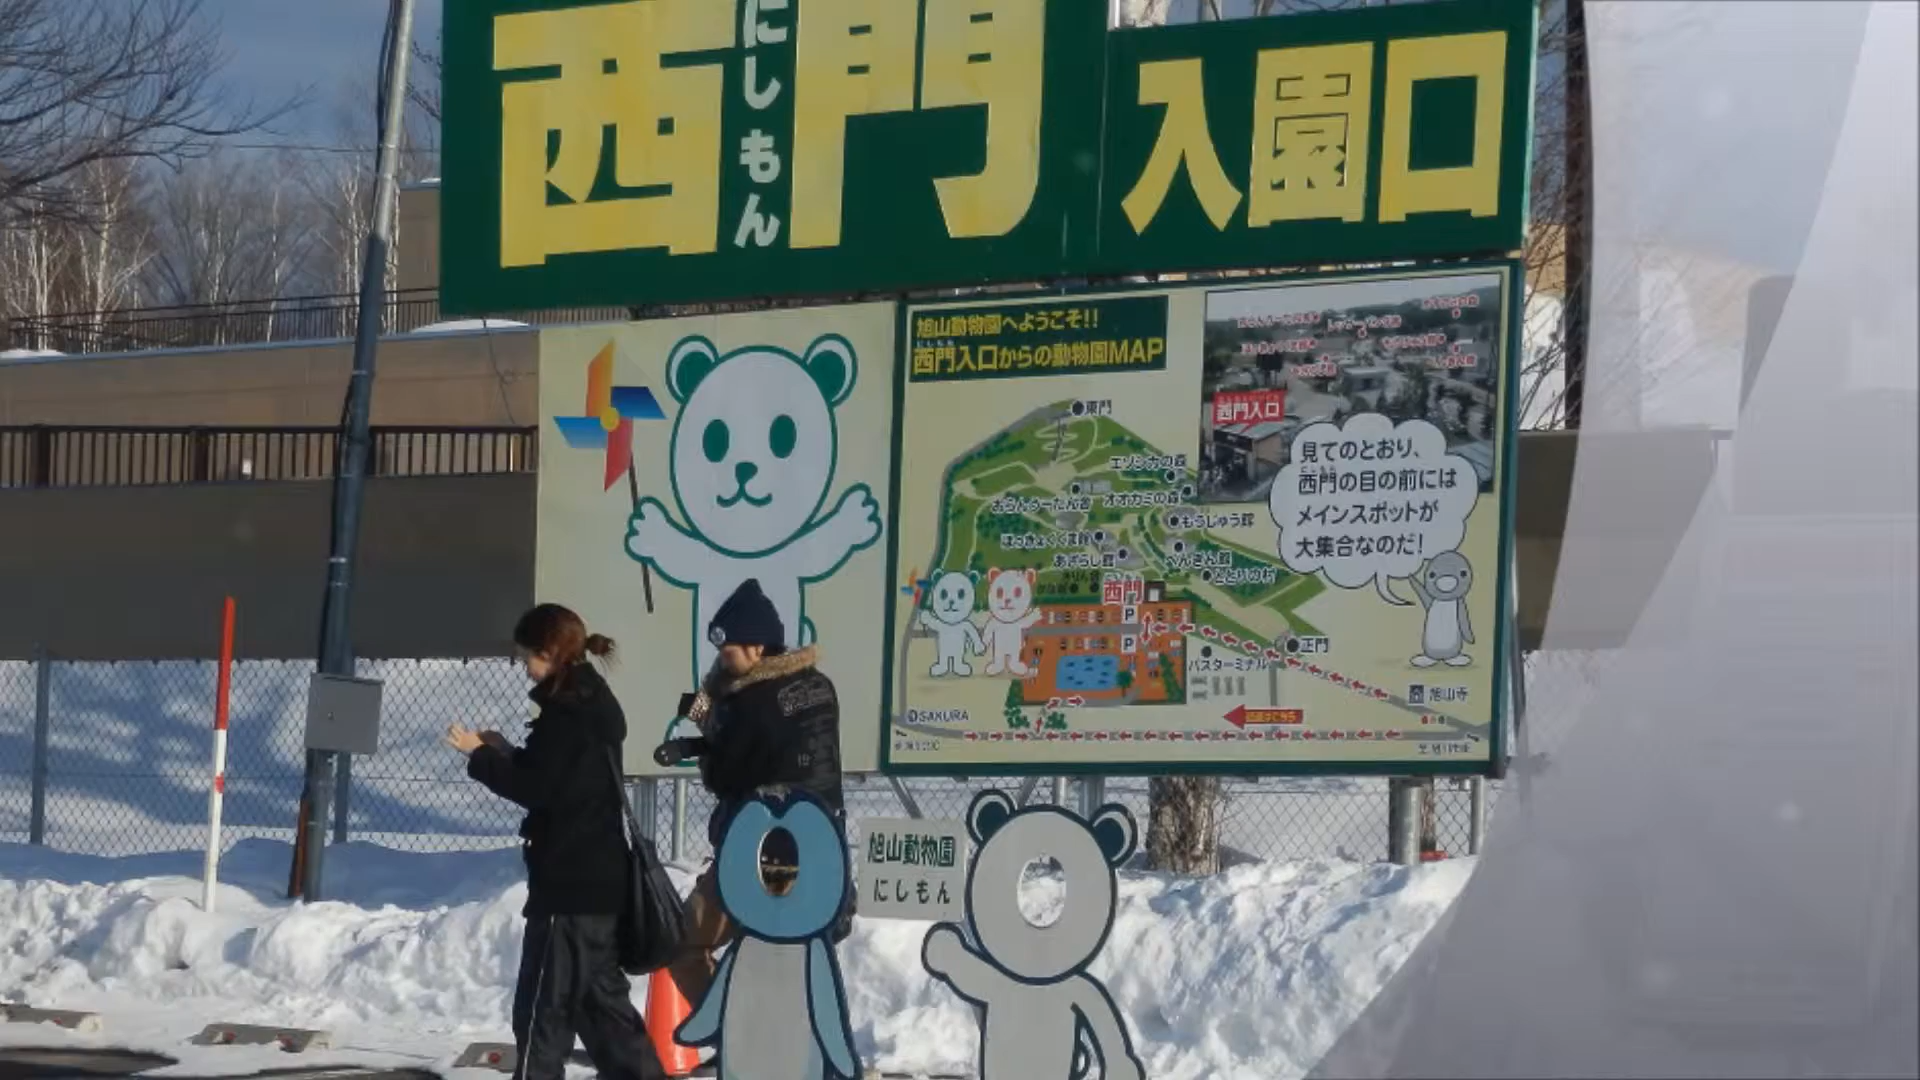 西門
にしもん
入園口
旭山動物園へようこそ!!
にしもん
西門入口からの動物園MAP
西門入口
見てのとおり、
にしもん
西門の目の前には
メインスポットが
大集合なのだ!
東門
エゾシカの森
おらんうーたん舎
オオカミの森
もうじゅう館
ほっきょくぐま館
あざらし館
ぺんぎん館
ととりの村
西門
P
P
正門
バスターミナル
旭山寺
SAKURA
旭山動物園
にしもん